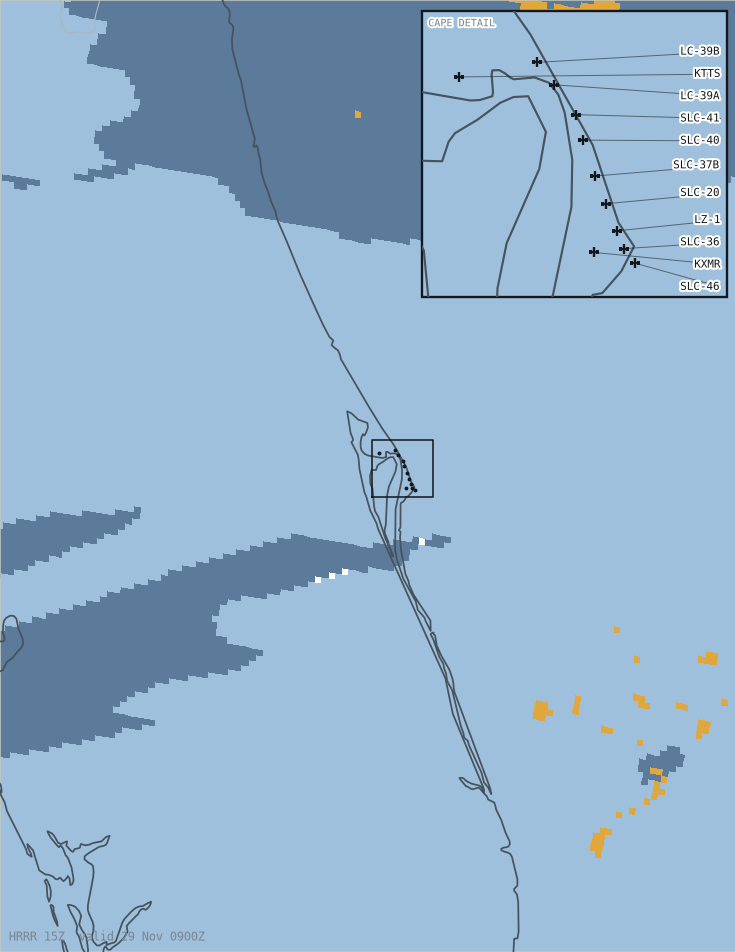 CAPE DETAIL
LC-39B
KTTS
LC-39A
SLC-41
SLC-40
SLC-37B
SLC-20
LZ-1
SLC-36
KXMR
SLC-46
HRRR 15Z  valid 29 Nov 0900Z